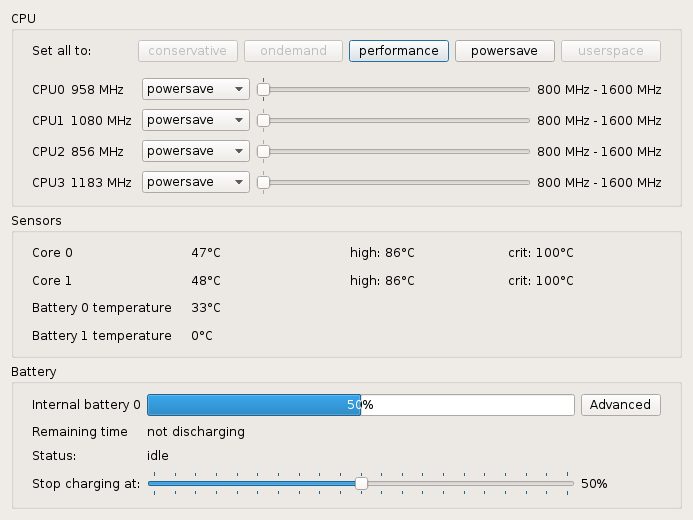 CPU
Set all to: conservative ondemand performance powersave userspace
CPU0 958 MHz powersave 800 MHz - 1600 MHz
CPU1 1080 MHz powersave 800 MHz - 1600 MHz
CPU2 856 MHz powersave 800 MHz - 1600 MHz
CPU3 1183 MHz powersave 800 MHz - 1600 MHz
Sensors
Core 0 47°C high: 86°C crit: 100°C
Core 1 48°C high: 86°C crit: 100°C
Battery 0 temperature 33°C
Battery 1 temperature 0°C
Battery
Internal battery 0 50% Advanced
Remaining time not discharging
Status: idle
Stop charging at: 50%